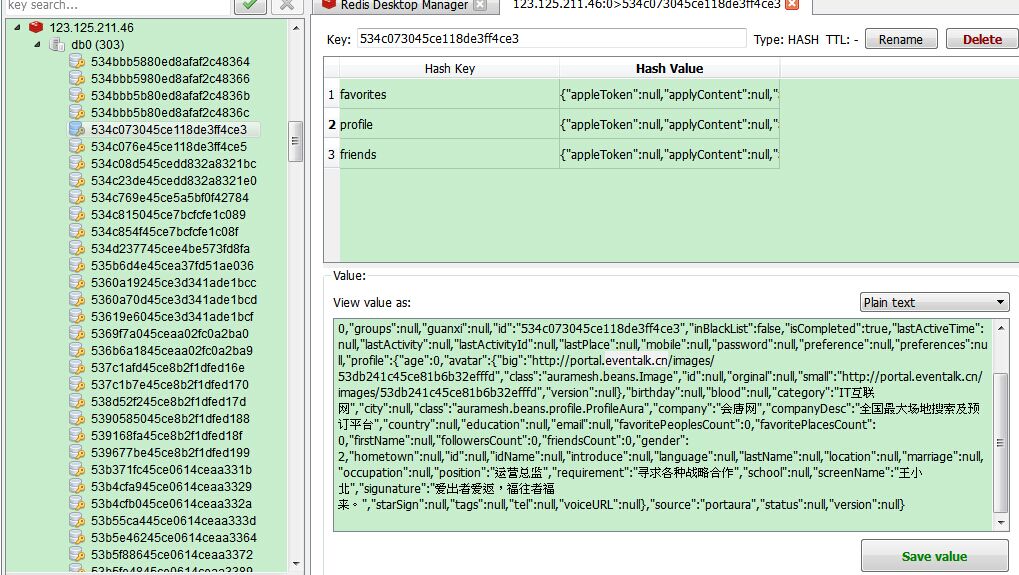 key search...
Redis Desktop Manager
123.125.211.46:0>534c073045ce118de3ff4ce3
123.125.211.46
db0 (303)
534bbb5880ed8afaf2c48364
534bbb5980ed8afaf2c48366
534bbb5b80ed8afaf2c4836b
534bbb5b80ed8afaf2c4836c
534c073045ce118de3ff4ce3
534c076e45ce118de3ff4ce5
534c08d545cedd832a8321bc
534c23de45cedd832a8321e0
534c769e45ce5a5bf0f42784
534c815045ce7bcfcfe1c089
534c854f45ce7bcfcfe1c08f
534d237745cee4be573fd8fa
535b6d4e45cea37fd51ae036
5360a19245ce3d341ade1bcc
5360a70d45ce3d341ade1bcd
53619e6045ce3d341ade1bcf
5369f7a045ceaa02fc0a2ba0
536b6a1845ceaa02fc0a2ba9
537c1afd45ce8b2f1dfed16e
537c1b7e45ce8b2f1dfed170
538d52f245ce8b2f1dfed17d
5390585045ce8b2f1dfed188
539168fa45ce8b2f1dfed18f
539677be45ce8b2f1dfed199
53b371fc45ce0614ceaa331b
53b4cfa945ce0614ceaa3329
53b4cfb045ce0614ceaa332a
53b55ca445ce0614ceaa333d
53b5e46245ce0614ceaa3364
53b5f88645ce0614ceaa3372
53b5fe4845ce0614ceaa3389
Key: 534c073045ce118de3ff4ce3 Type: HASH TTL: - Rename Delete
Hash Key Hash Value
1 favorites {"appleToken":null,"applyContent":null,"
2 profile {"appleToken":null,"applyContent":null,"
3 friends {"appleToken":null,"applyContent":null,"
Value:
View value as: Plain text
0,"groups":null,"guanxi":null,"id":"534c073045ce118de3ff4ce3","inBlackList":false,"isCompleted":true,"lastActiveTime"
:null,"lastActivity":null,"lastActivityId":null,"lastPlace":null,"mobile":null,"password":null,"preference":null,"preferences":nu
ll,"profile":{"age":0,"avatar":{"big":"http://portal.eventalk.cn/images/
53db241c45ce81b6b32efffd","class":"auramesh.beans.Image","id":null,"orginal":null,"small":"http://portal.eventalk.cn/
images/53db241c45ce81b6b32efffd","version":null},"birthday":null,"blood":null,"category":"IT互联
网","city":null,"class":"auramesh.beans.profile.ProfileAura","company":"会唐网","companyDesc":"全国最大场地搜索及预
订平台","country":null,"education":null,"email":null,"favoritePeoplesCount":0,"favoritePlacesCount":
0,"firstName":null,"followersCount":0,"friendsCount":0,"gender":
2,"hometown":null,"id":null,"idName":null,"introduce":null,"language":null,"lastName":null,"location":null,"marriage":null,
"occupation":null,"position":"运营总监","requirement":"寻求各种战略合作","school":null,"screenName":"王小
北","sigunature":"爱出者爱返，福往者福
来。","starSign":null,"tags":null,"tel":null,"voiceURL":null},"source":"portaura","status":null,"version":null}
Save value